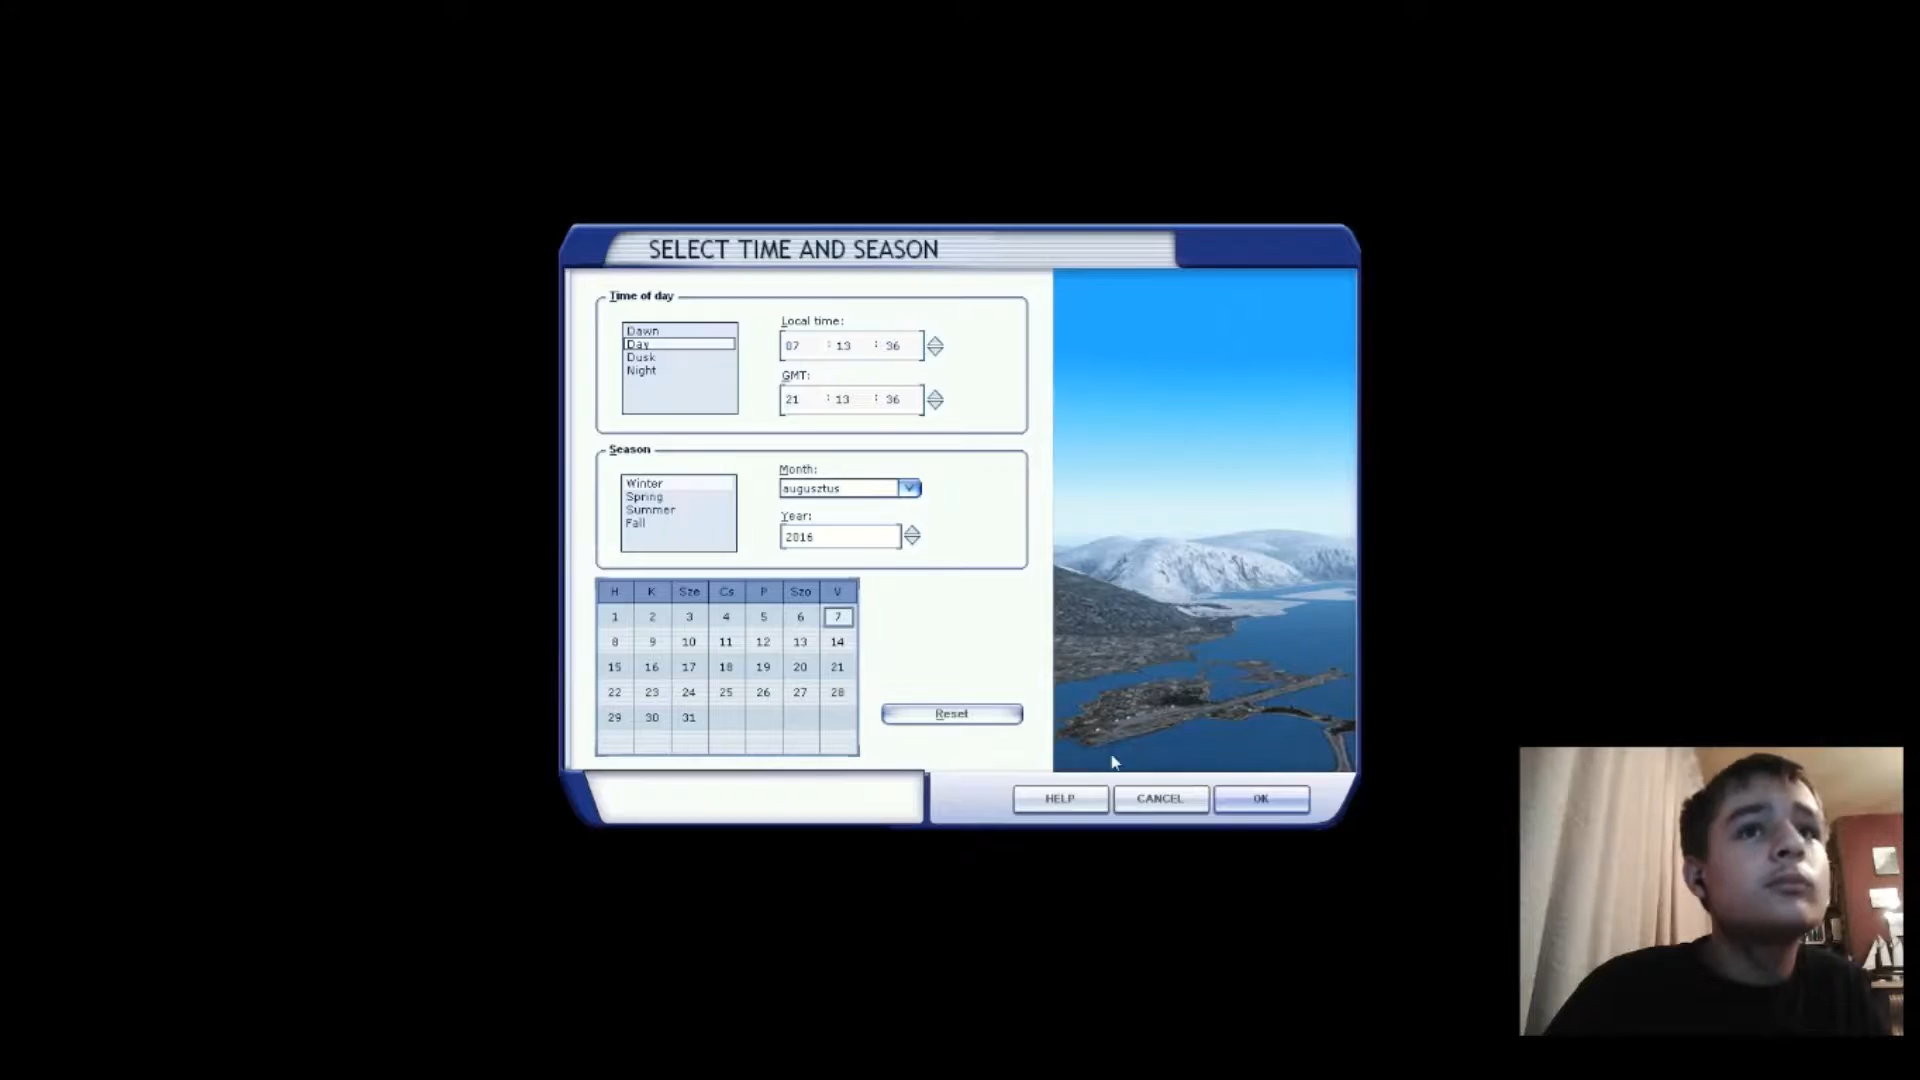 SELECT TIME AND SEASON
Time of day
Dawn
Day
Dusk
Night
Local time:
07 : 13 : 36
GMT:
21 : 13 : 36
Season
Winter
Spring
Summer
Fall
Month:
augusztus
Year:
2016
H K Sze Cs P Szo V
1 2 3 4 5 6 7
8 9 10 11 12 13 14
15 16 17 18 19 20 21
22 23 24 25 26 27 28
29 30 31
Reset
HELP CANCEL OK